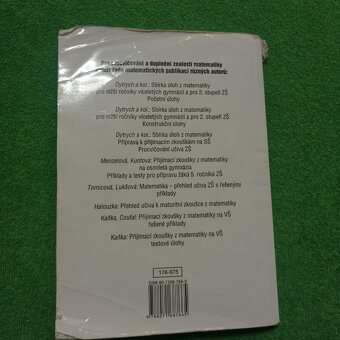 procvičování a doplnění znalostí matematiky
matematických publikací různých autorů:
Dytrych a kol.: Sbírka úloh z matematiky
pro nižší ročníky víceletých gymnázií a pro 2. stupeň ZŠ
Početní úlohy
Dytrych a kol.: Sbírka úloh z matematiky
pro nižší ročníky víceletých gymnázií a pro 2. stupeň ZŠ
Konstrukční úlohy
Dytrych a kol.: Sbírka úloh z matematiky
Příprava k přijímacím zkouškám na SŠ
Procvičování učiva ZŠ
Menzelová, Kuntová: Přijímací zkoušky z matematiky
na osmiletá gymnázia
Příklady a testy pro přípravu žáků 5. ročníků ZŠ
Tomicová, Lukšová: Matematika – přehled učiva ZŠ s řešenými
příklady
Halouzka: Přehled učiva k maturitní zkoušce z matematiky
Kaňka, Coufal: Přijímací zkoušky z matematiky na VŠ
řešené příklady
Kaňka: Přijímací zkoušky z matematiky na VŠ
testové úlohy
176-975